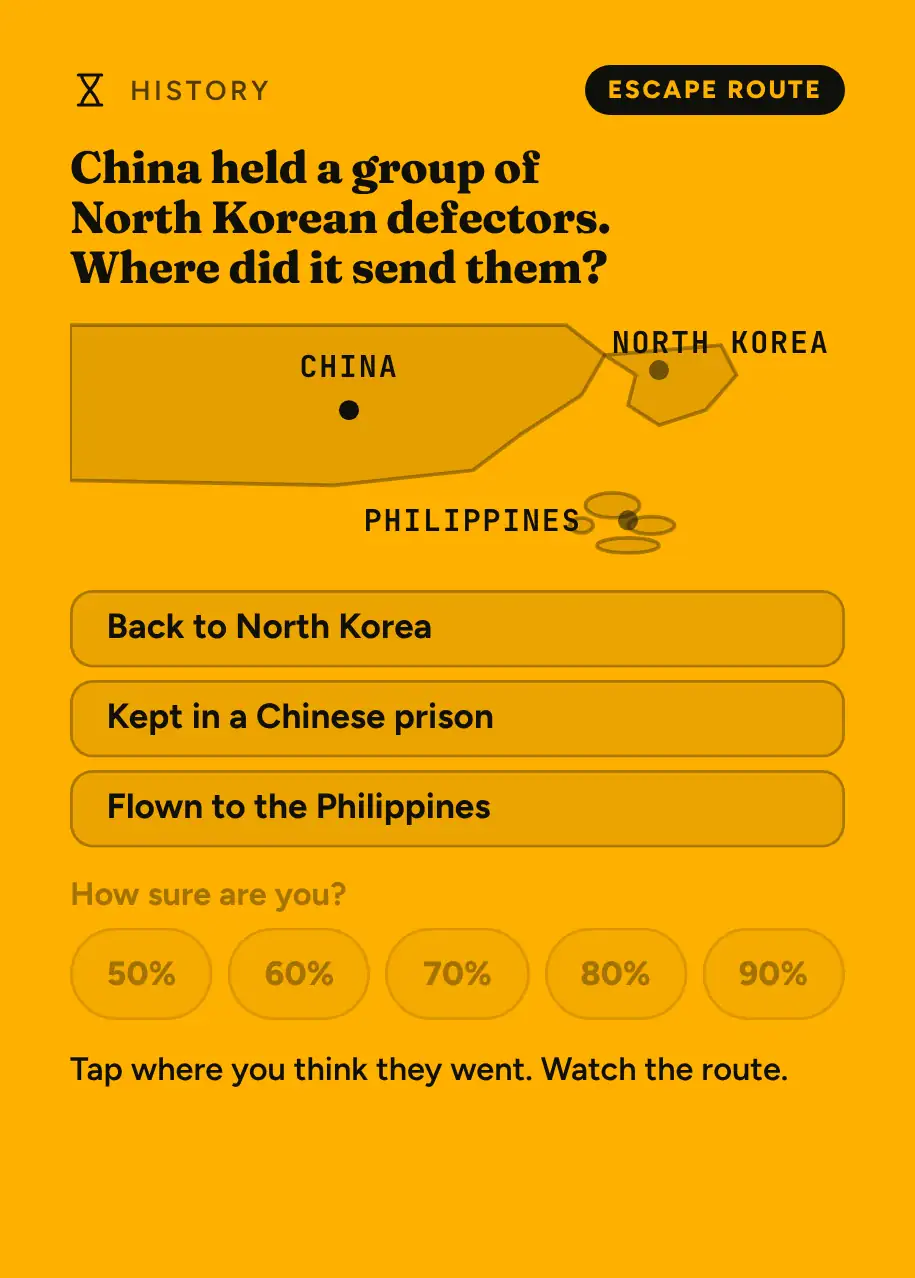 HISTORY
ESCAPE ROUTE
China held a group of
North Korean defectors.
Where did it send them?
NORTH KOREA
CHINA
PHILIPPINES
Back to North Korea
Kept in a Chinese prison
Flown to the Philippines
How sure are you?
50%
60%
70%
80%
90%
Tap where you think they went. Watch the route.